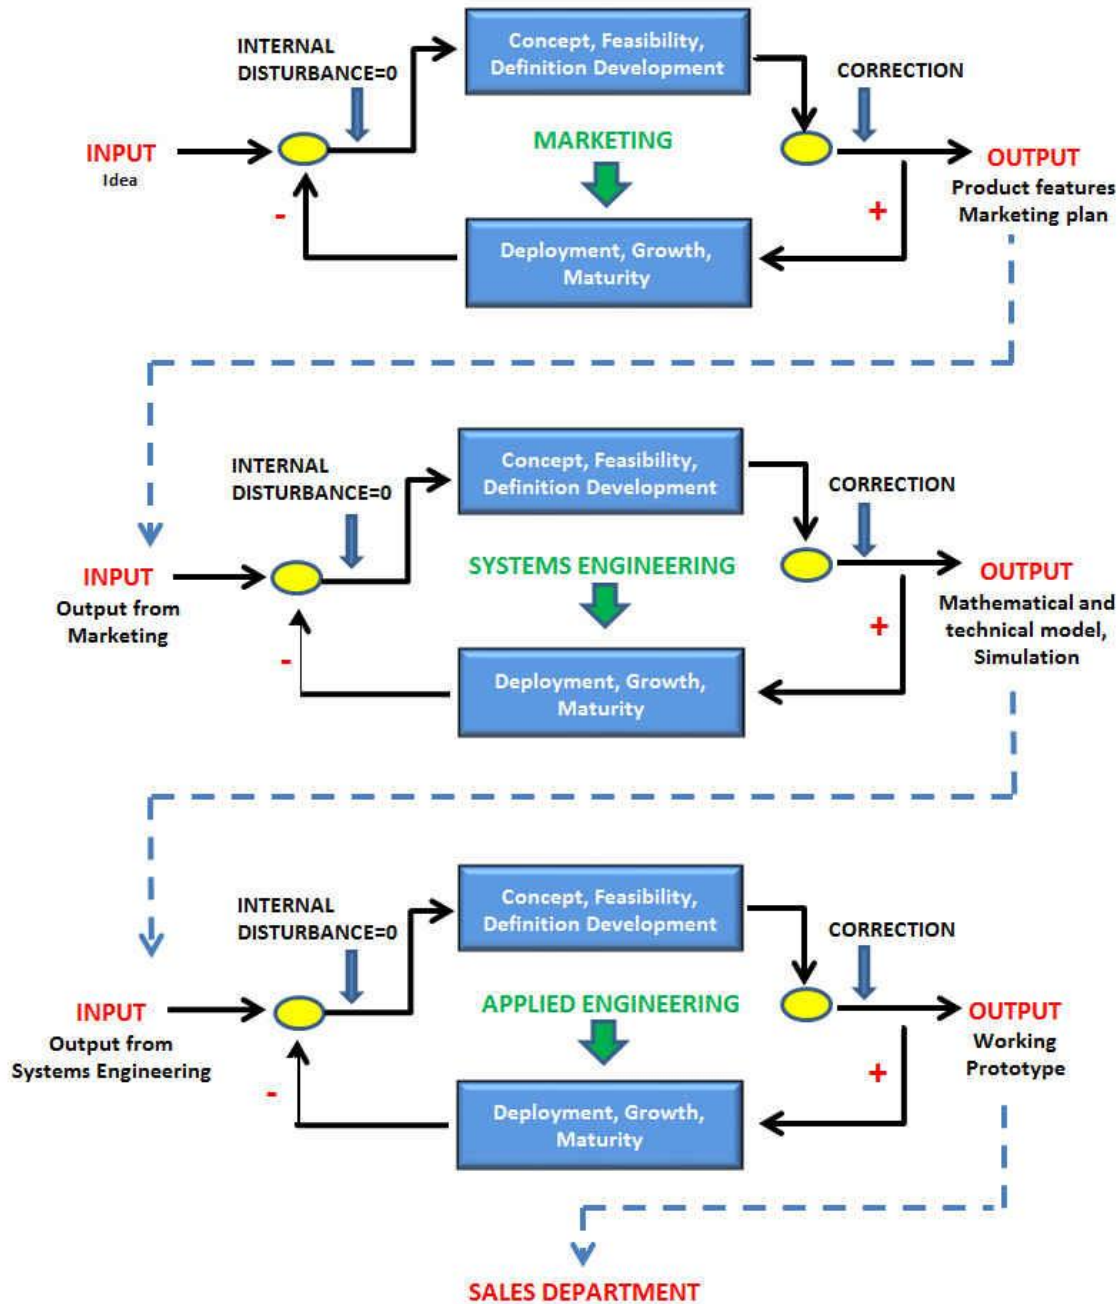 INTERNAL
DISTURBANCE=0
Concept, Feasibility,
Definition Development
CORRECTION
INPUT
Idea
MARKETING
OUTPUT
Product features
Marketing plan
-
+
Deployment, Growth,
Maturity
INTERNAL
DISTURBANCE=0
Concept, Feasibility,
Definition Development
CORRECTION
INPUT
Output from
Marketing
SYSTEMS ENGINEERING
OUTPUT
Mathematical and
technical model,
Simulation
-
+
Deployment, Growth,
Maturity
INTERNAL
DISTURBANCE=0
Concept, Feasibility,
Definition Development
CORRECTION
INPUT
Output from
Systems Engineering
APPLIED ENGINEERING
OUTPUT
Working
Prototype
-
+
Deployment, Growth,
Maturity
SALES DEPARTMENT